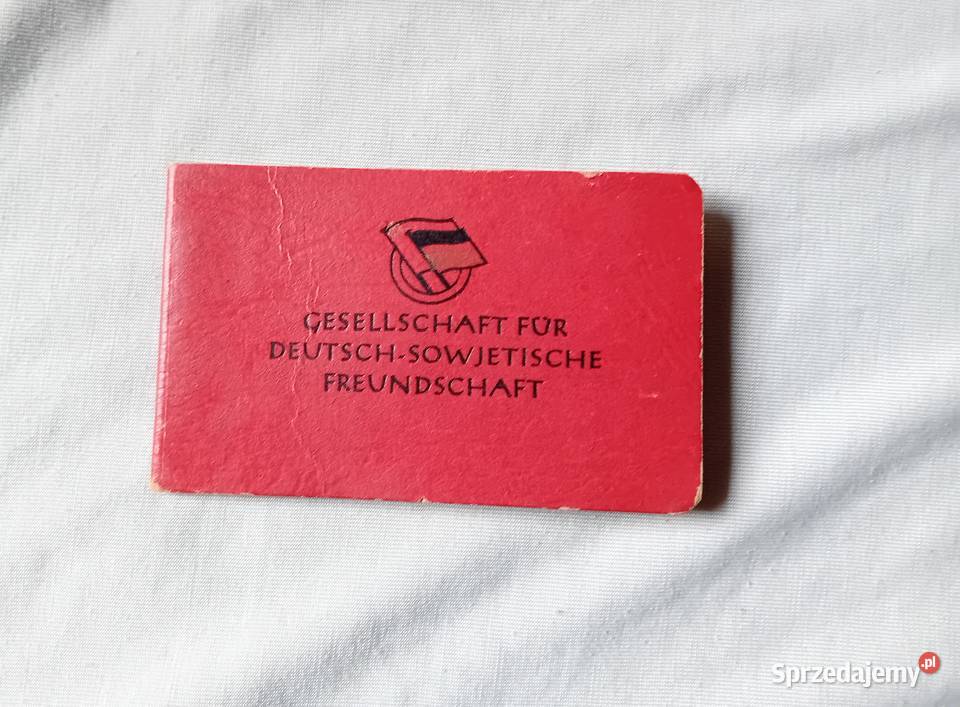 GESELLSCHAFT FÜR
DEUTSCH-SOWJETISCHE
FREUNDSCHAFT
Sprzedajemy.pl